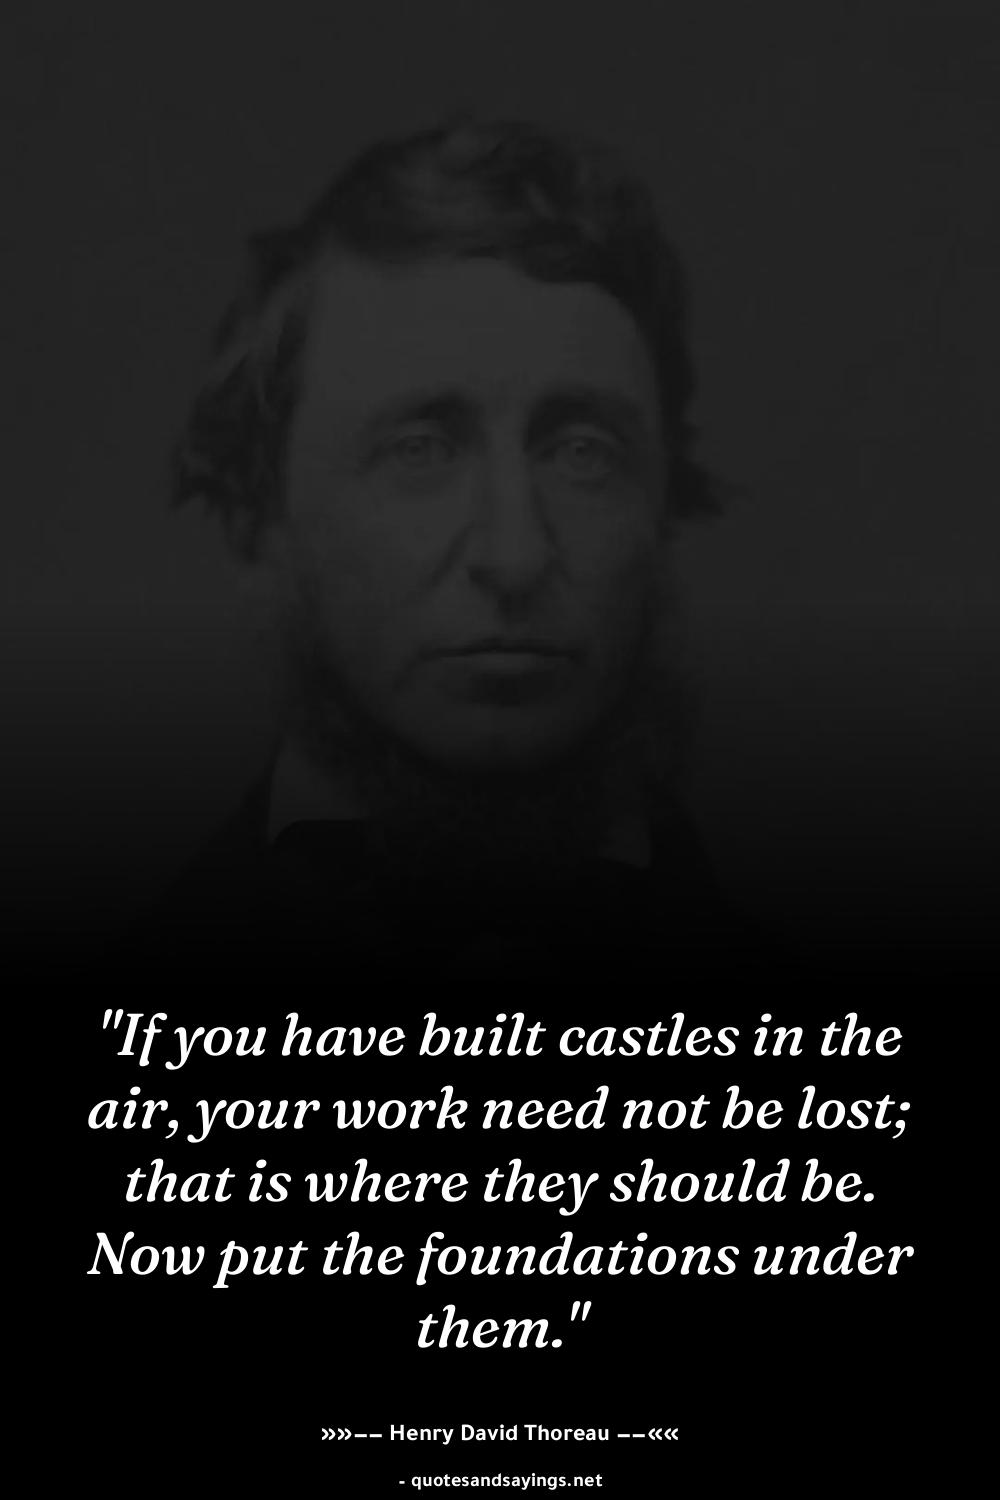 "If you have built castles in the
air, your work need not be lost;
that is where they should be.
Now put the foundations under
them."
»»−− Henry David Thoreau −−««
- quotesandsayings.net